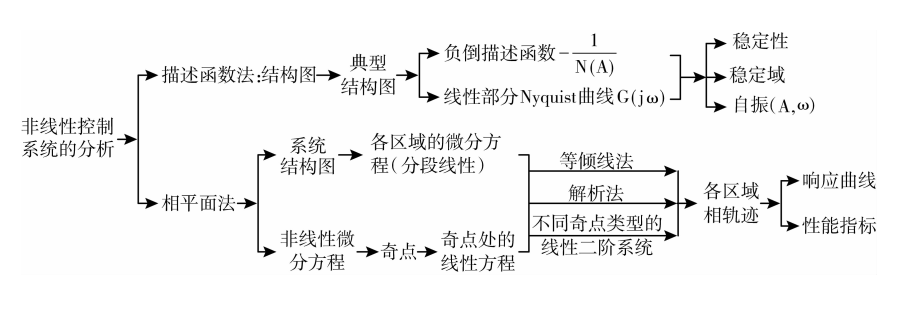 非线性控制
系统的分析
描述函数法:结构图
典型
结构图
负倒描述函数-1/N(A)
线性部分Nyquist曲线G(jω)
稳定性
稳定域
自振(A,ω)
相平面法
系统
结构图
各区域的微分方
程(分段线性)
非线性微
分方程
奇点
奇点处的
线性方程
等倾线法
解析法
不同奇点类型的
线性二阶系统
各区域
相轨迹
响应曲线
性能指标